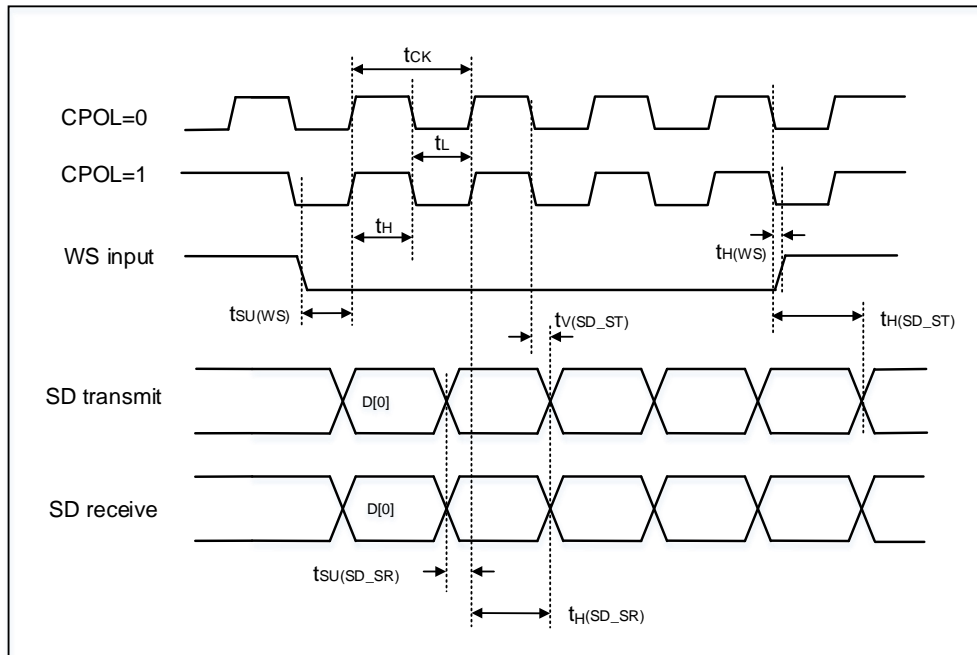 tCK
CPOL=0
tL
CPOL=1
tH
WS input
tH(WS)
tSU(WS)
tV(SD_ST)
tH(SD_ST)
SD transmit
D[0]
SD receive
D[0]
tSU(SD_SR)
tH(SD_SR)